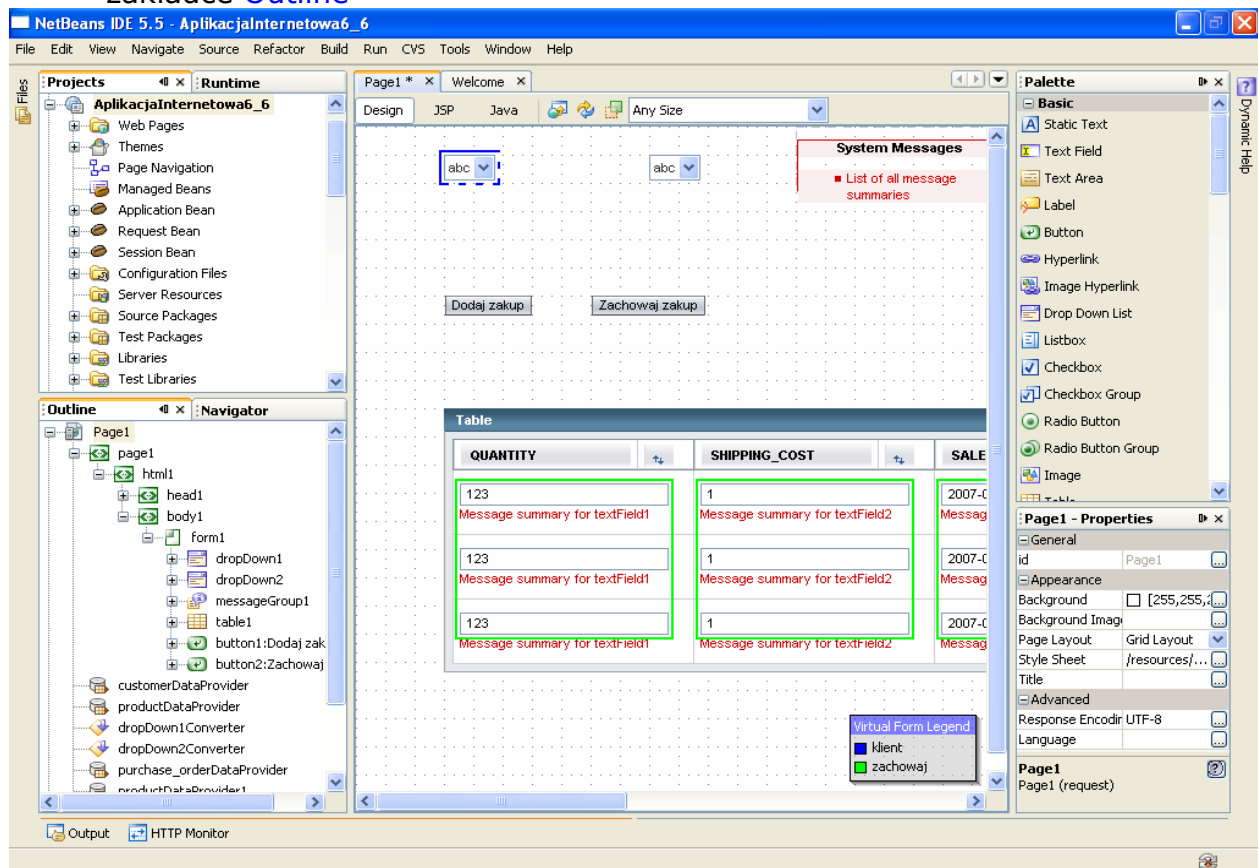 zakładce Outline
NetBeans IDE 5.5 - AplikacjaInternetowa6_6
File Edit View Navigate Source Refactor Build Run CVS Tools Window Help
Files
Projects
Runtime
AplikacjaInternetowa6_6
Web Pages
Themes
Page Navigation
Managed Beans
Application Bean
Request Bean
Session Bean
Configuration Files
Server Resources
Source Packages
Test Packages
Libraries
Test Libraries
Outline
Navigator
Page1
page1
html1
head1
body1
form1
dropDown1
dropDown2
messageGroup1
table1
button1:Dodaj zak
button2:Zachowaj
customerDataProvider
productDataProvider
dropDown1Converter
dropDown2Converter
purchase_orderDataProvider
productDataProvider1
Page1 * Welcome
Design JSP Java Any Size
abc abc
System Messages
List of all message
summaries
Dodaj zakup Zachowaj zakup
Table
QUANTITY SHIPPING_COST SALE
123 1 2007-0
Message summary for textField1 Message summary for textField2 Messag
123 1 2007-0
Message summary for textField1 Message summary for textField2 Messag
123 1 2007-0
Message summary for textField1 Message summary for textField2 Messag
Virtual Form Legend
klient
zachowaj
Palette
Basic
Static Text
Text Field
Text Area
Label
Button
Hyperlink
Image Hyperlink
Drop Down List
Listbox
Checkbox
Checkbox Group
Radio Button
Radio Button Group
Image
Table
Page1 - Properties
General
id Page1
Appearance
Background [255,255,2
Background Imag
Page Layout Grid Layout
Style Sheet /resources/...
Title
Advanced
Response Encodin UTF-8
Language
Page1
Page1 (request)
Dynamic Help
Output HTTP Monitor